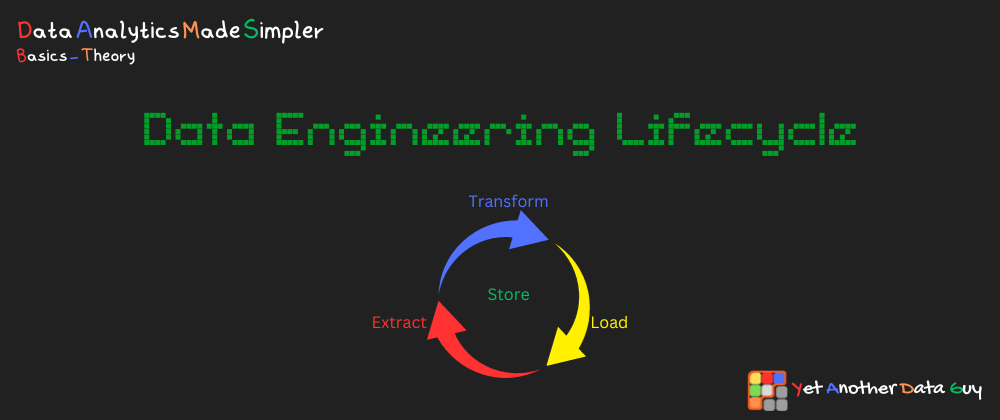 Data Analytics Made Simpler
Basics - Theory
Data Engineering Lifecycle
Transform
Store
Extract
Load
Yet Another Data Guy